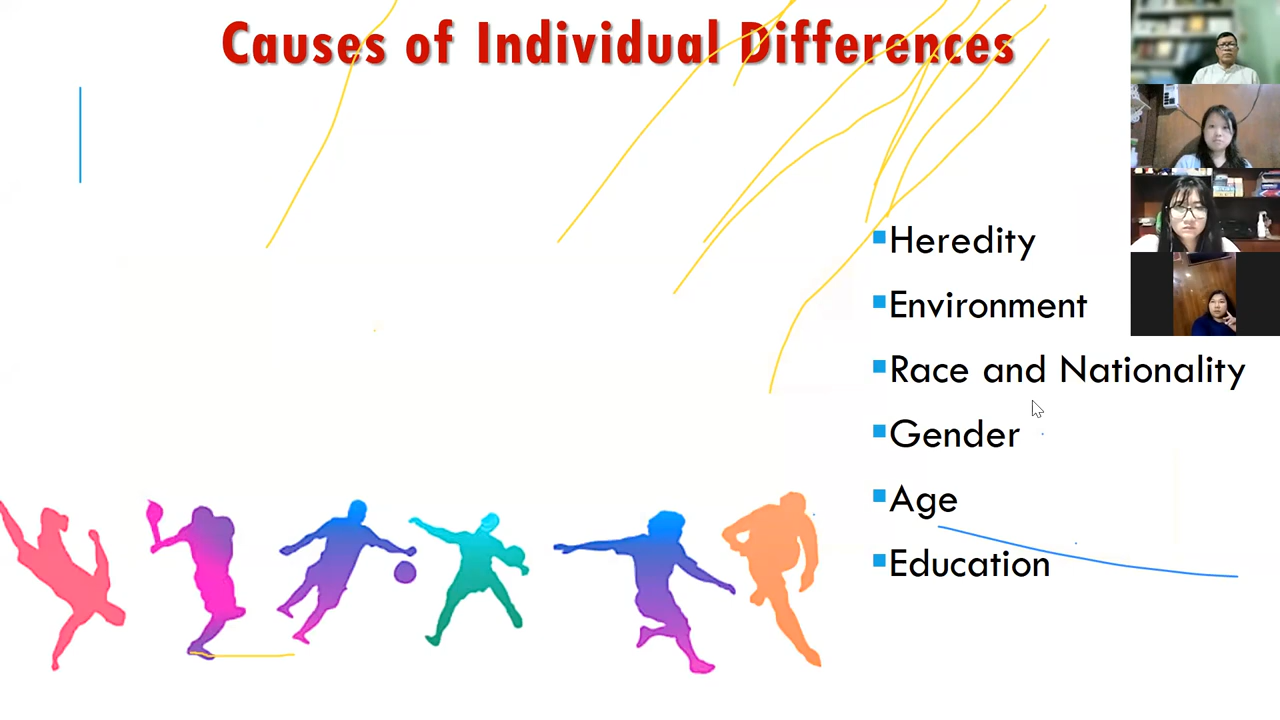 Causes of Individual Differences
Heredity
Environment
Race and Nationality
Gender
Age
Education